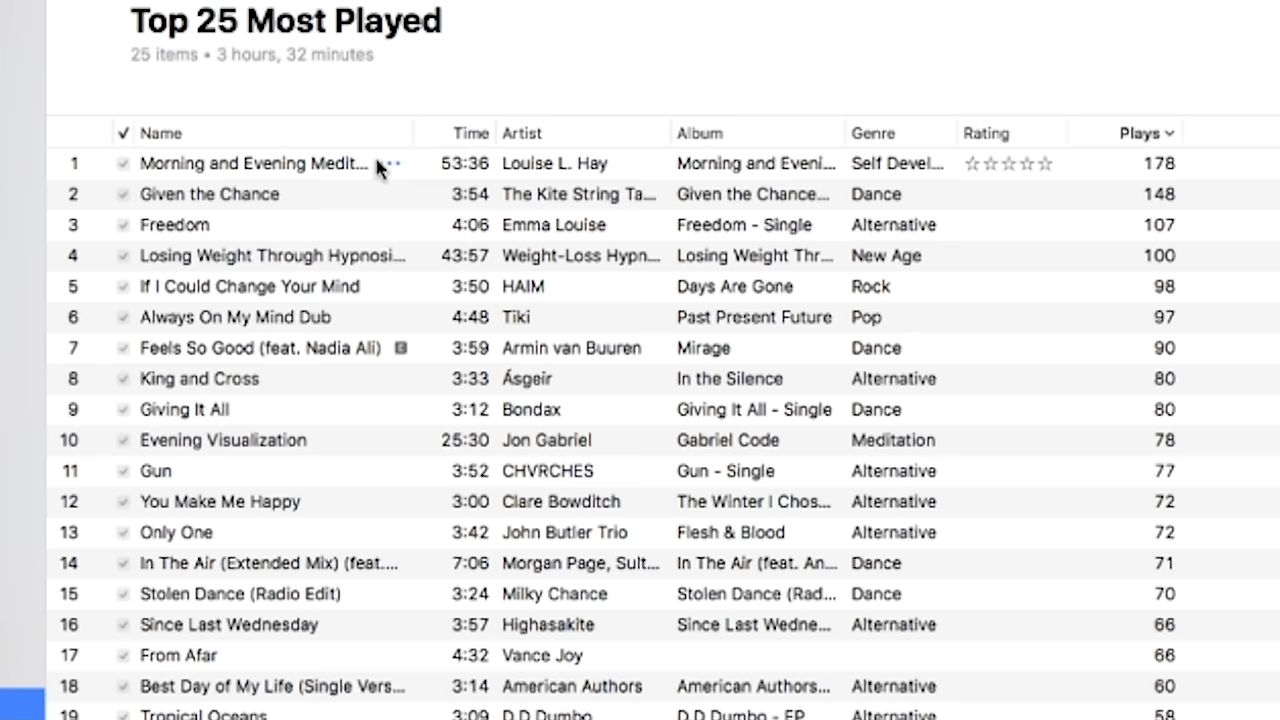 Top 25 Most Played
25 items • 3 hours, 32 minutes
✓ Name Time Artist Album Genre Rating Plays
1 Morning and Evening Medit... 53:36 Louise L. Hay Morning and Eveni... Self Devel... ☆☆☆☆☆ 178
2 Given the Chance 3:54 The Kite String Ta... Given the Chance... Dance 148
3 Freedom 4:06 Emma Louise Freedom - Single Alternative 107
4 Losing Weight Through Hypnosi... 43:57 Weight-Loss Hypn... Losing Weight Thr... New Age 100
5 If I Could Change Your Mind 3:50 HAIM Days Are Gone Rock 98
6 Always On My Mind Dub 4:48 Tiki Past Present Future Pop 97
7 Feels So Good (feat. Nadia Ali) 3:59 Armin van Buuren Mirage Dance 90
8 King and Cross 3:33 Ásgeir In the Silence Alternative 80
9 Giving It All 3:12 Bondax Giving It All - Single Dance 80
10 Evening Visualization 25:30 Jon Gabriel Gabriel Code Meditation 78
11 Gun 3:52 CHVRCHES Gun - Single Alternative 77
12 You Make Me Happy 3:00 Clare Bowditch The Winter I Chos... Alternative 72
13 Only One 3:42 John Butler Trio Flesh & Blood Alternative 72
14 In The Air (Extended Mix) (feat.... 7:06 Morgan Page, Sult... In The Air (feat. An... Dance 71
15 Stolen Dance (Radio Edit) 3:24 Milky Chance Stolen Dance (Rad... Dance 70
16 Since Last Wednesday 3:57 Highasakite Since Last Wedne... Alternative 66
17 From Afar 4:32 Vance Joy 66
18 Best Day of My Life (Single Vers... 3:14 American Authors American Authors... Alternative 60
19 Tropical Oceans 3:09 D.D Dumbo D.D Dumbo - EP Alternative 58